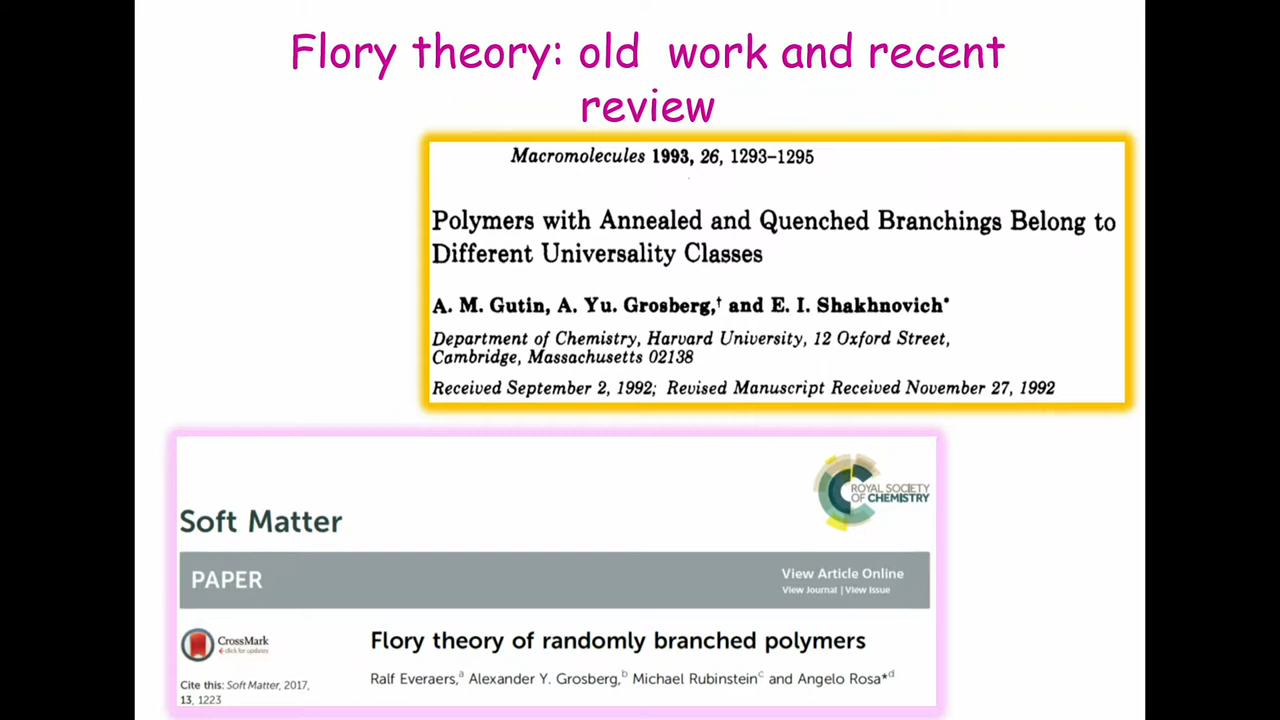 Flory theory: old work and recent
review
Macromolecules 1993, 26, 1293–1295
Polymers with Annealed and Quenched Branchings Belong to
Different Universality Classes
A. M. Gutin, A. Yu. Grosberg,† and E. I. Shakhnovich*
Department of Chemistry, Harvard University, 12 Oxford Street,
Cambridge, Massachusetts 02138
Received September 2, 1992; Revised Manuscript Received November 27, 1992
ROYAL SOCIETY
OF CHEMISTRY
Soft Matter
PAPER
View Article Online
View Journal | View Issue
CrossMark
click for updates
Cite this: Soft Matter, 2017,
13, 1223
Flory theory of randomly branched polymers
Ralf Everaers,a Alexander Y. Grosberg,b Michael Rubinstein c and Angelo Rosa*d